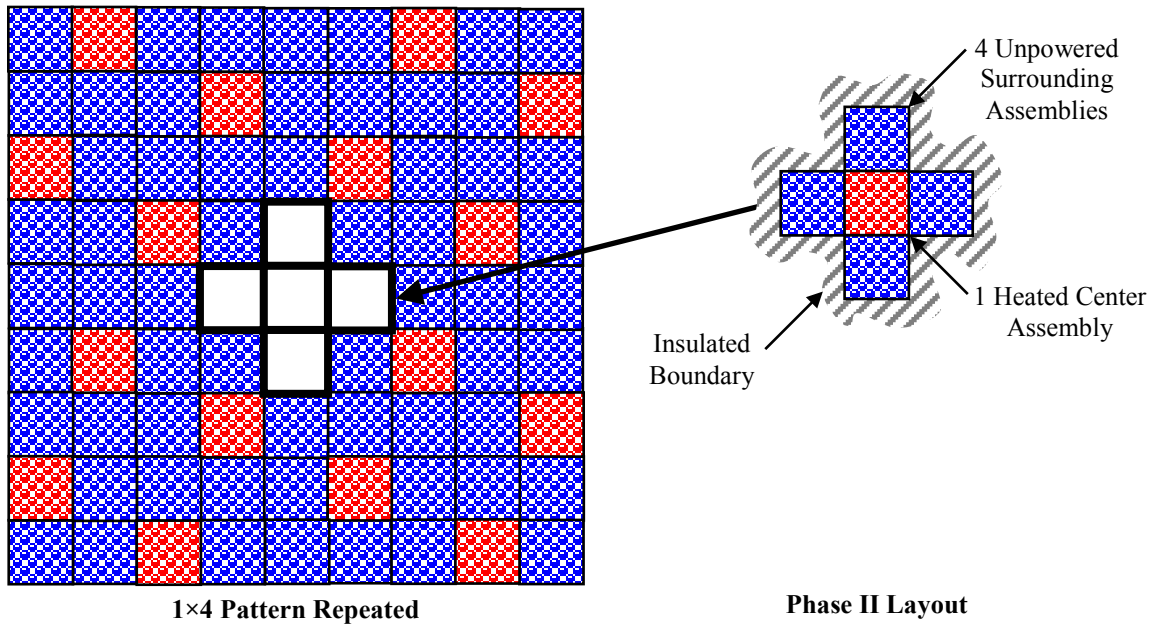 4 Unpowered
Surrounding
Assemblies
1 Heated Center
Assembly
Insulated
Boundary
1×4 Pattern Repeated
Phase II Layout